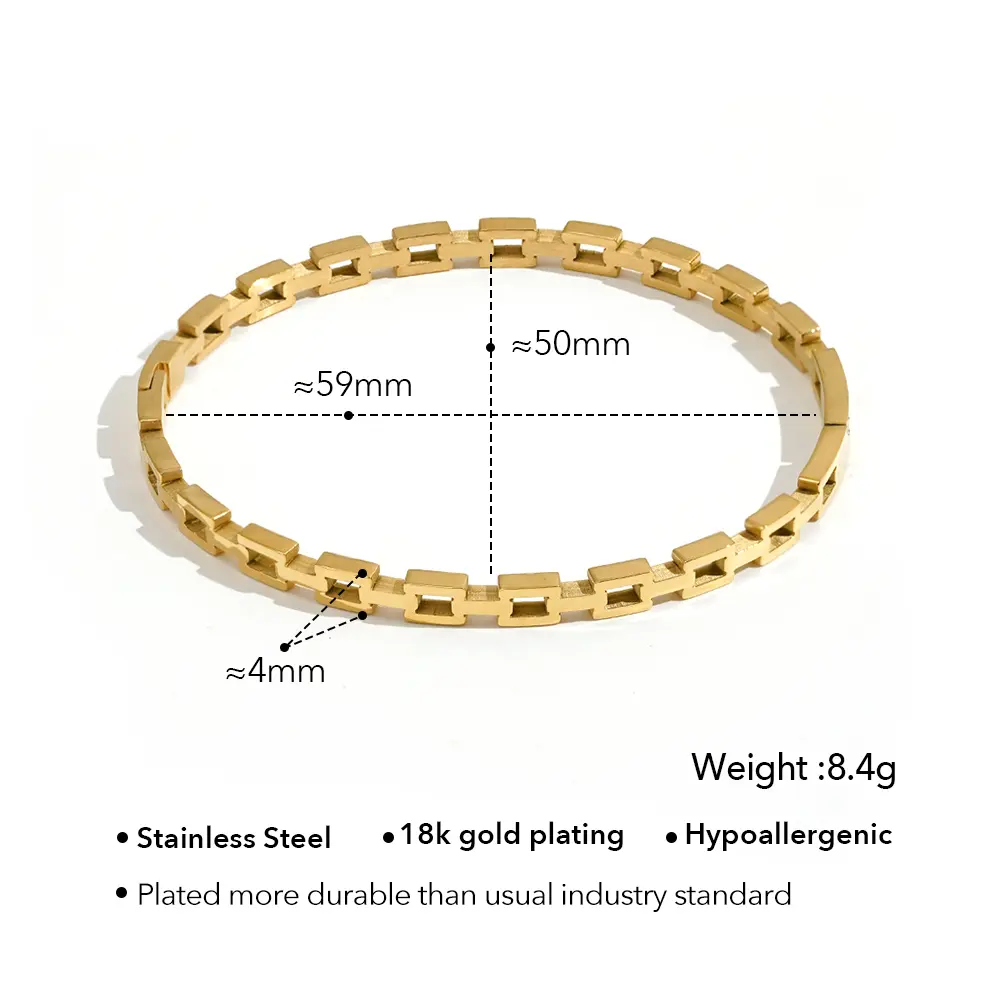 ≈50mm
≈59mm
≈4mm
Weight :8.4g
• Stainless Steel • 18k gold plating • Hypoallergenic
• Plated more durable than usual industry standard